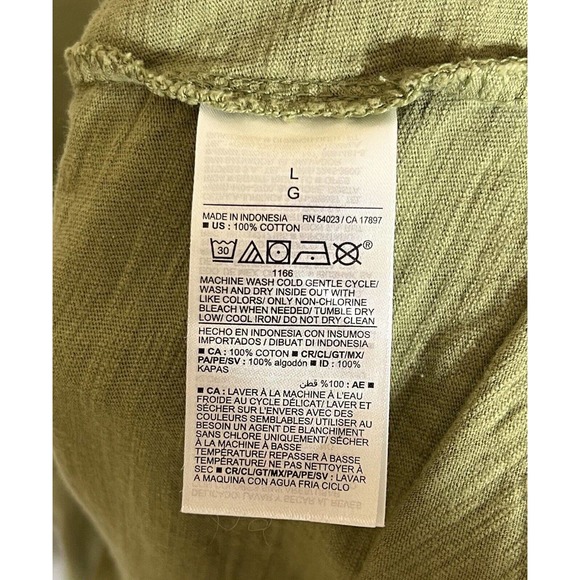 L
G
MADE IN INDONESIA RN 54023 / CA 17897
■ US : 100% COTTON
30 ®
1166
MACHINE WASH COLD GENTLE CYCLE/
WASH AND DRY INSIDE OUT WITH
LIKE COLORS/ ONLY NON-CHLORINE
BLEACH WHEN NEEDED/ TUMBLE DRY
LOW/ COOL IRON/ DO NOT DRY CLEAN
HECHO EN INDONESIA CON INSUMOS
IMPORTADOS / DIBUAT DI INDONESIA
■ CA : 100% COTON ■ CR/CL/GT/MX/
PA/PE/SV : 100% algodón ■ ID : 100%
KAPAS
■ AE : 100% قطن
■ CA : LAVER À LA MACHINE À L'EAU
FROIDE AU CYCLE DÉLICAT/ LAVER ET
SÉCHER SUR L'ENVERS AVEC DES
COULEURS SEMBLABLES/ UTILISER AU
BESOIN UN AGENT DE BLANCHIMENT
SANS CHLORE UNIQUEMENT/ SÉCHER
À LA MACHINE À BASSE
TEMPÉRATURE/ REPASSER À BASSE
TEMPÉRATURE/ NE PAS NETTOYER À
SEC ■ CR/CL/GT/MX/PA/PE/SV : LAVAR
A MAQUINA CON AGUA FRIA CICLO
DELICADO/ LAVAR Y SECAR AL REVES